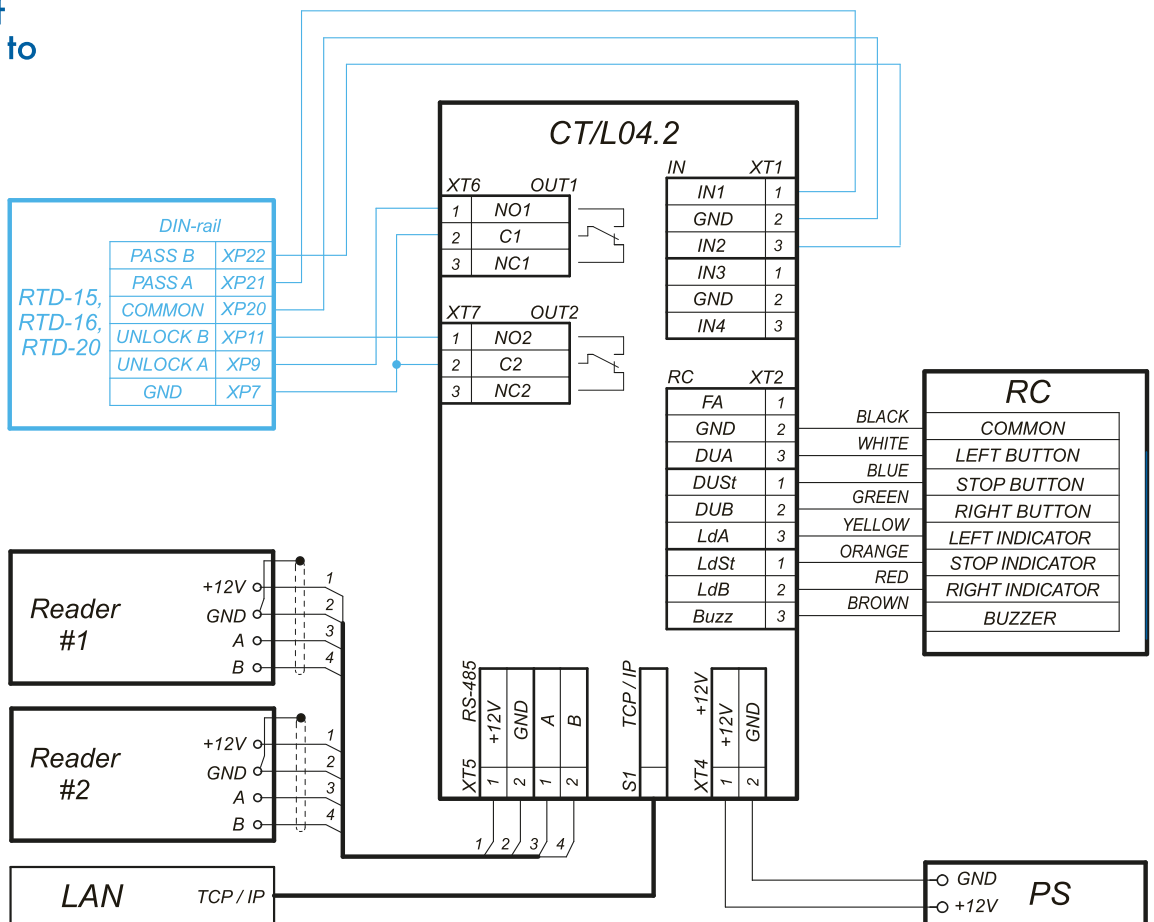 to
CT/L04.2
DIN-rail
PASS B XP22
PASS A XP21
COMMON XP20
UNLOCK B XP11
UNLOCK A XP9
GND XP7
RTD-15,
RTD-16,
RTD-20
XT6 OUT1
1 NO1
2 C1
3 NC1
XT7 OUT2
1 NO2
2 C2
3 NC2
IN XT1
IN1 1
GND 2
IN2 3
IN3 1
GND 2
IN4 3
RC XT2
FA 1
GND 2
DUA 3
DUSt 1
DUB 2
LdA 3
LdSt 1
LdB 2
Buzz 3
BLACK
WHITE
BLUE
GREEN
YELLOW
ORANGE
RED
BROWN
RC
COMMON
LEFT BUTTON
STOP BUTTON
RIGHT BUTTON
LEFT INDICATOR
STOP INDICATOR
RIGHT INDICATOR
BUZZER
Reader
#1
+12V 1
GND 2
A 3
B 4
Reader
#2
+12V 1
GND 2
A 3
B 4
XT5 RS-485
1 +12V
2 GND
1 A
2 B
1 2 3 4
S1 TCP / IP
XT4 +12V
1 +12V
2 GND
LAN TCP / IP
GND
+12V
PS